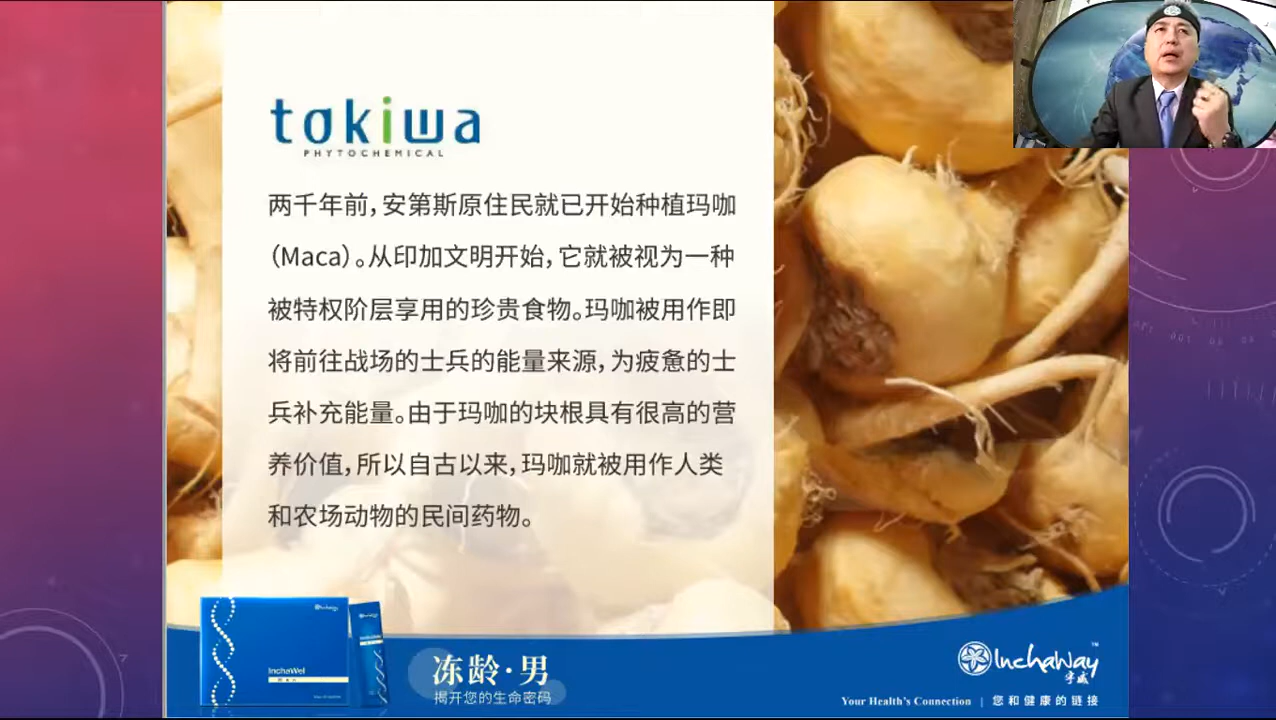 tokiwa
PHYTOCHEMICAL
两千年前，安第斯原住民就已开始种植玛咖
（Maca）。从印加文明开始，它就被视为一种
被特权阶层享用的珍贵食物。玛咖被用作即
将前往战场的士兵的能量来源，为疲惫的士
兵补充能量。由于玛咖的块根具有很高的营
养价值，所以自古以来，玛咖就被用作人类
和农场动物的民间药物。
InchaWell
冻龄·男
揭开您的生命密码
InchaWay™
宇威
Your Health's Connection | 您和健康的链接